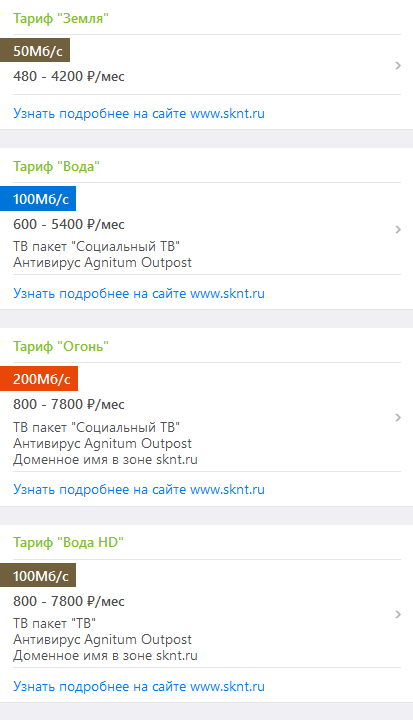 Тариф "Земля"
50Мб/с
480 - 4200 ₽/мес
Узнать подробнее на сайте www.sknt.ru
Тариф "Вода"
100Мб/с
600 - 5400 ₽/мес
ТВ пакет "Социальный ТВ"
Антивирус Agnitum Outpost
Узнать подробнее на сайте www.sknt.ru
Тариф "Огонь"
200Мб/с
800 - 7800 ₽/мес
ТВ пакет "Социальный ТВ"
Антивирус Agnitum Outpost
Доменное имя в зоне sknt.ru
Узнать подробнее на сайте www.sknt.ru
Тариф "Вода HD"
100Мб/с
800 - 7800 ₽/мес
ТВ пакет "ТВ"
Антивирус Agnitum Outpost
Доменное имя в зоне sknt.ru
Узнать подробнее на сайте www.sknt.ru